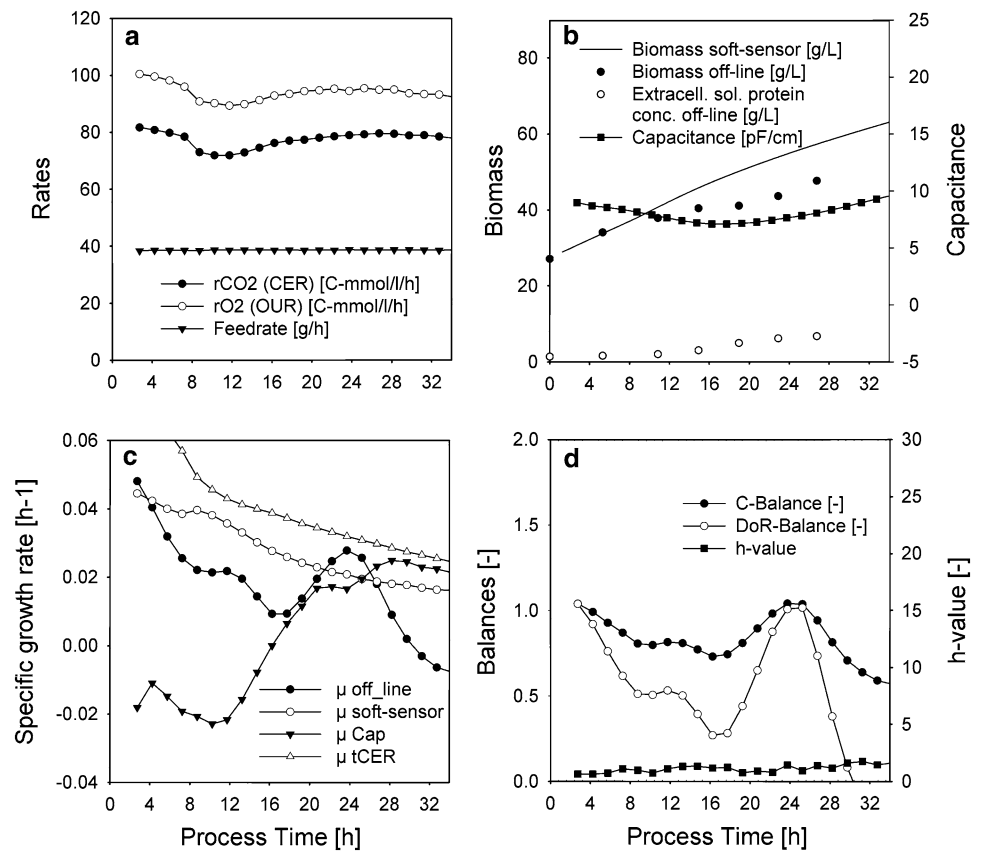 a
120
100
80
60
40
20
0
Rates
rCO2 (CER) [C-mmol/l/h]
rO2 (OUR) [C-mmol/l/h]
Feedrate [g/h]
0 4 8 12 16 20 24 28 32
b
80
60
40
20
0
Biomass
Biomass soft-sensor [g/L]
Biomass off-line [g/L]
Extracell. sol. protein
conc. off-line [g/L]
Capacitance [pF/cm]
25
20
15
10
5
0
-5
Capacitance
0 4 8 12 16 20 24 28 32
c
0.06
0.04
0.02
0.00
-0.02
-0.04
Specific growth rate [h-1]
μ off_line
μ soft-sensor
μ Cap
μ tCER
0 4 8 12 16 20 24 28 32
Process Time [h]
d
2.0
1.5
1.0
0.5
0.0
Balances [-]
C-Balance [-]
DoR-Balance [-]
h-value
30
25
20
15
10
5
0
h-value [-]
0 4 8 12 16 20 24 28 32
Process Time [h]